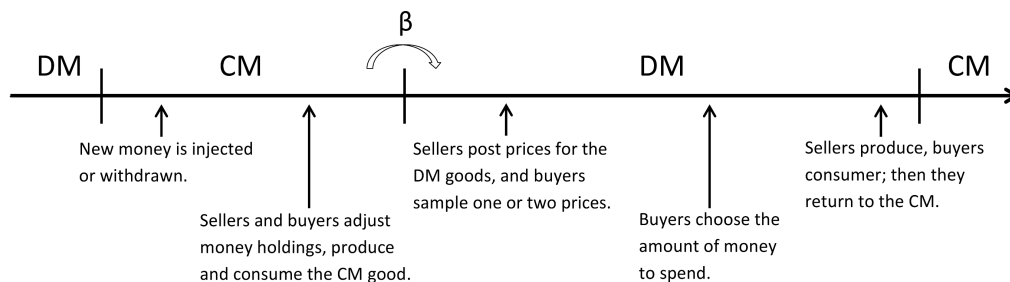 β
DM
CM
DM
CM
New money is injected
or withdrawn.
Sellers and buyers adjust
money holdings, produce
and consume the CM good.
Sellers post prices for the
DM goods, and buyers
sample one or two prices.
Buyers choose the
amount of money
to spend.
Sellers produce, buyers
consumer; then they
return to the CM.